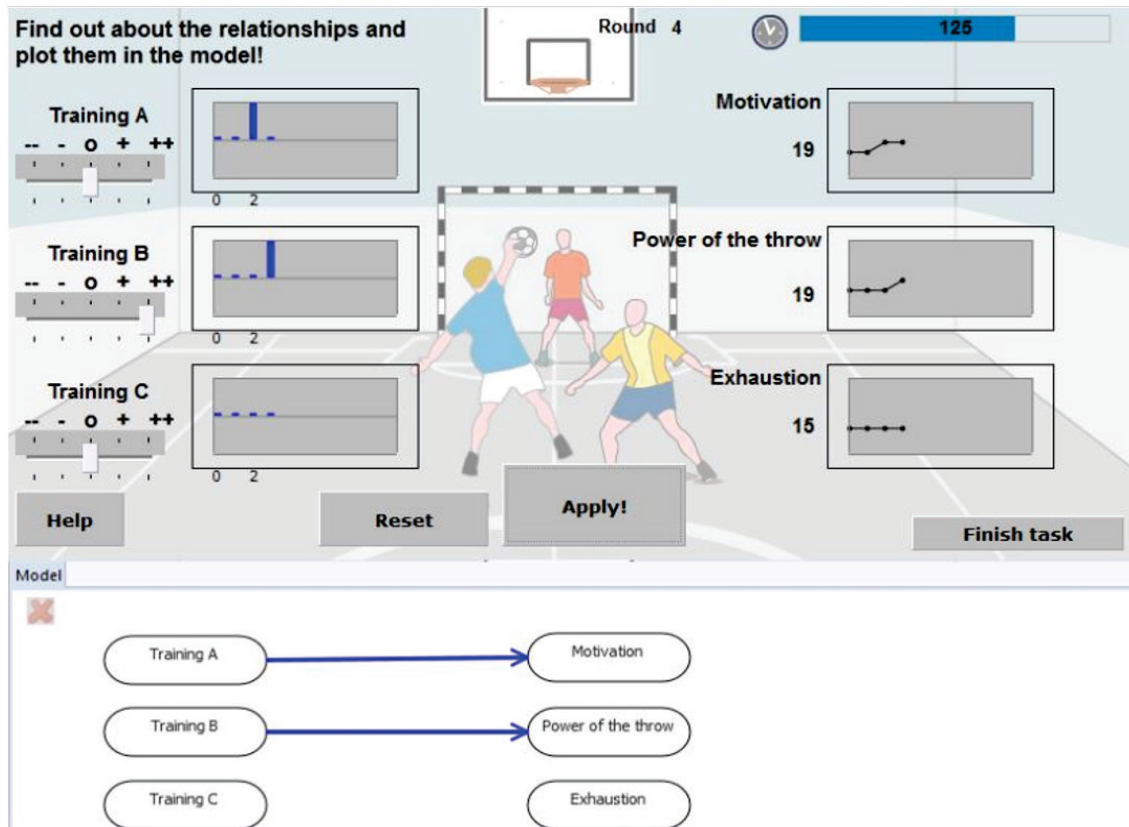 Find out about the relationships and
plot them in the model!
Round 4
125
Training A
-- - o + ++
0 2
Motivation
19
Training B
-- - o + ++
0 2
Power of the throw
19
Training C
-- - o + ++
0 2
Exhaustion
15
Help
Reset
Apply!
Finish task
Model
Training A
Motivation
Training B
Power of the throw
Training C
Exhaustion